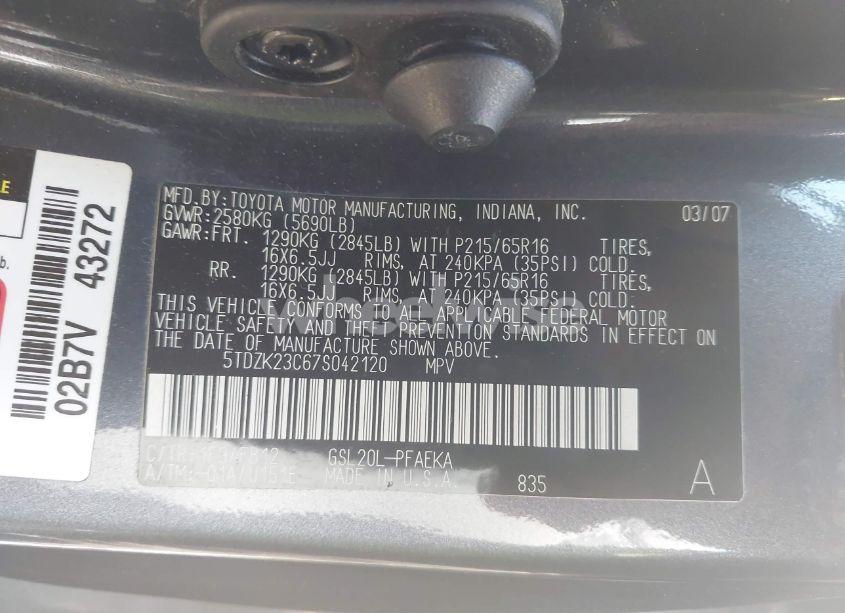 MFD.BY:TOYOTA MOTOR MANUFACTURING, INDIANA, INC. 03/07
GVWR:2580KG (5690LB)
GAWR:FRT. 1290KG (2845LB) WITH P215/65R16 TIRES,
16X6.5JJ RIMS, AT 240KPA (35PSI) COLD.
RR. 1290KG (2845LB) WITH P215/65R16 TIRES,
16X6.5JJ RIMS, AT 240KPA (35PSI) COLD.
THIS VEHICLE CONFORMS TO ALL APPLICABLE FEDERAL MOTOR
VEHICLE SAFETY AND THEFT PREVENTION STANDARDS IN EFFECT ON
THE DATE OF MANUFACTURE SHOWN ABOVE.
5TDZK23C67S042120 MPV
GSL20L-PFAEKA
MADE IN U.S.A.
835
A
02B7V 43272